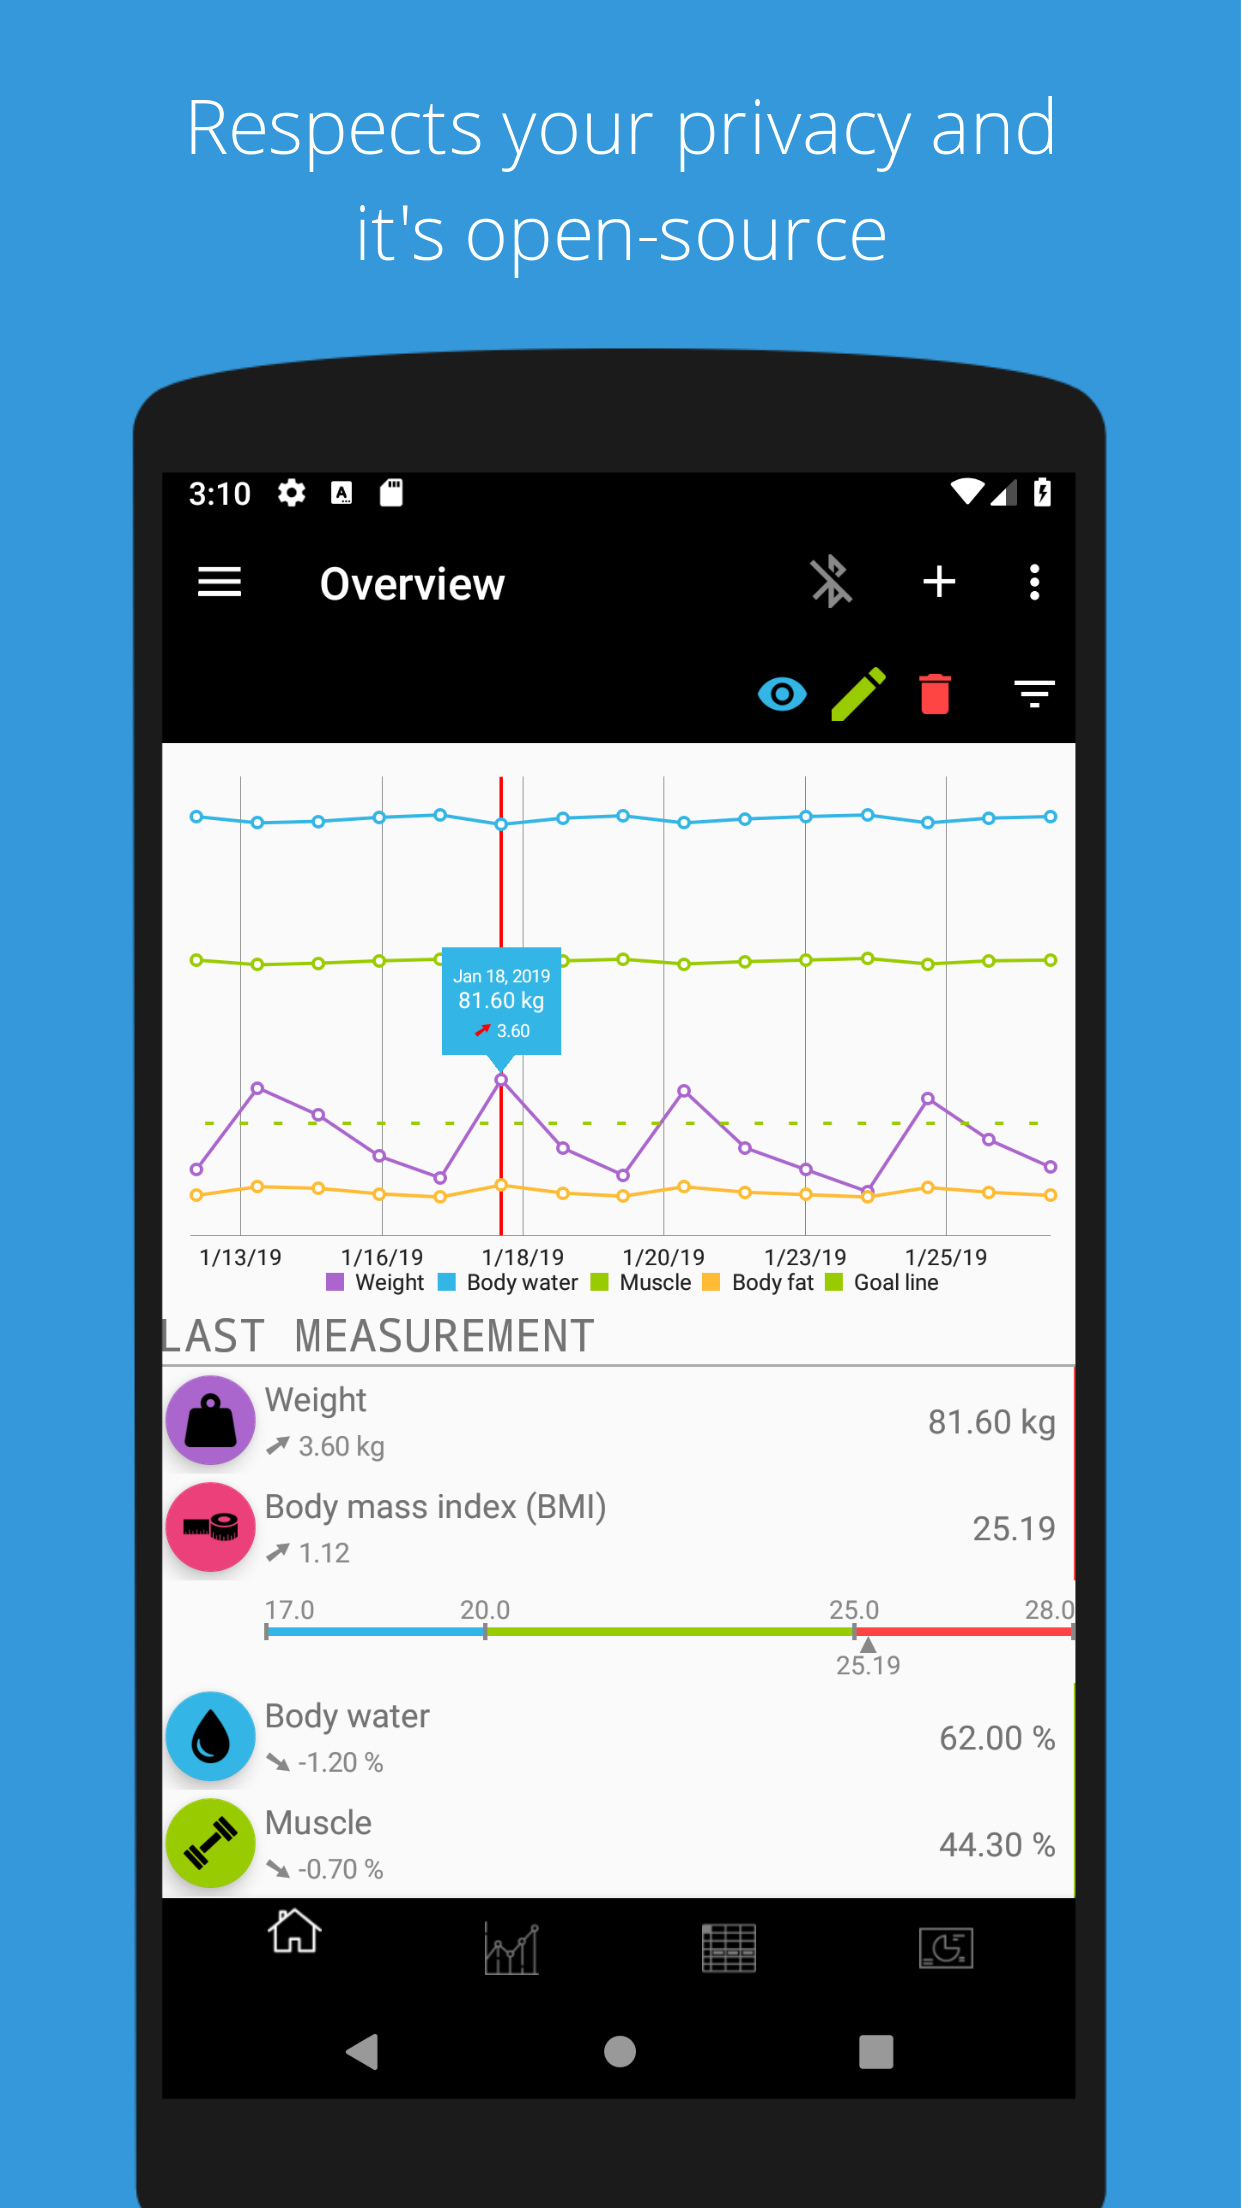 Respects your privacy and
it's open-source
3:10
A
Overview
Jan 18, 2019
81.60 kg
3.60
1/13/19 1/16/19 1/18/19 1/20/19 1/23/19 1/25/19
Weight Body water Muscle Body fat Goal line
LAST MEASUREMENT
Weight
81.60 kg
3.60 kg
Body mass index (BMI)
25.19
1.12
17.0 20.0 25.0 28.0
25.19
Body water
62.00 %
-1.20 %
Muscle
44.30 %
-0.70 %